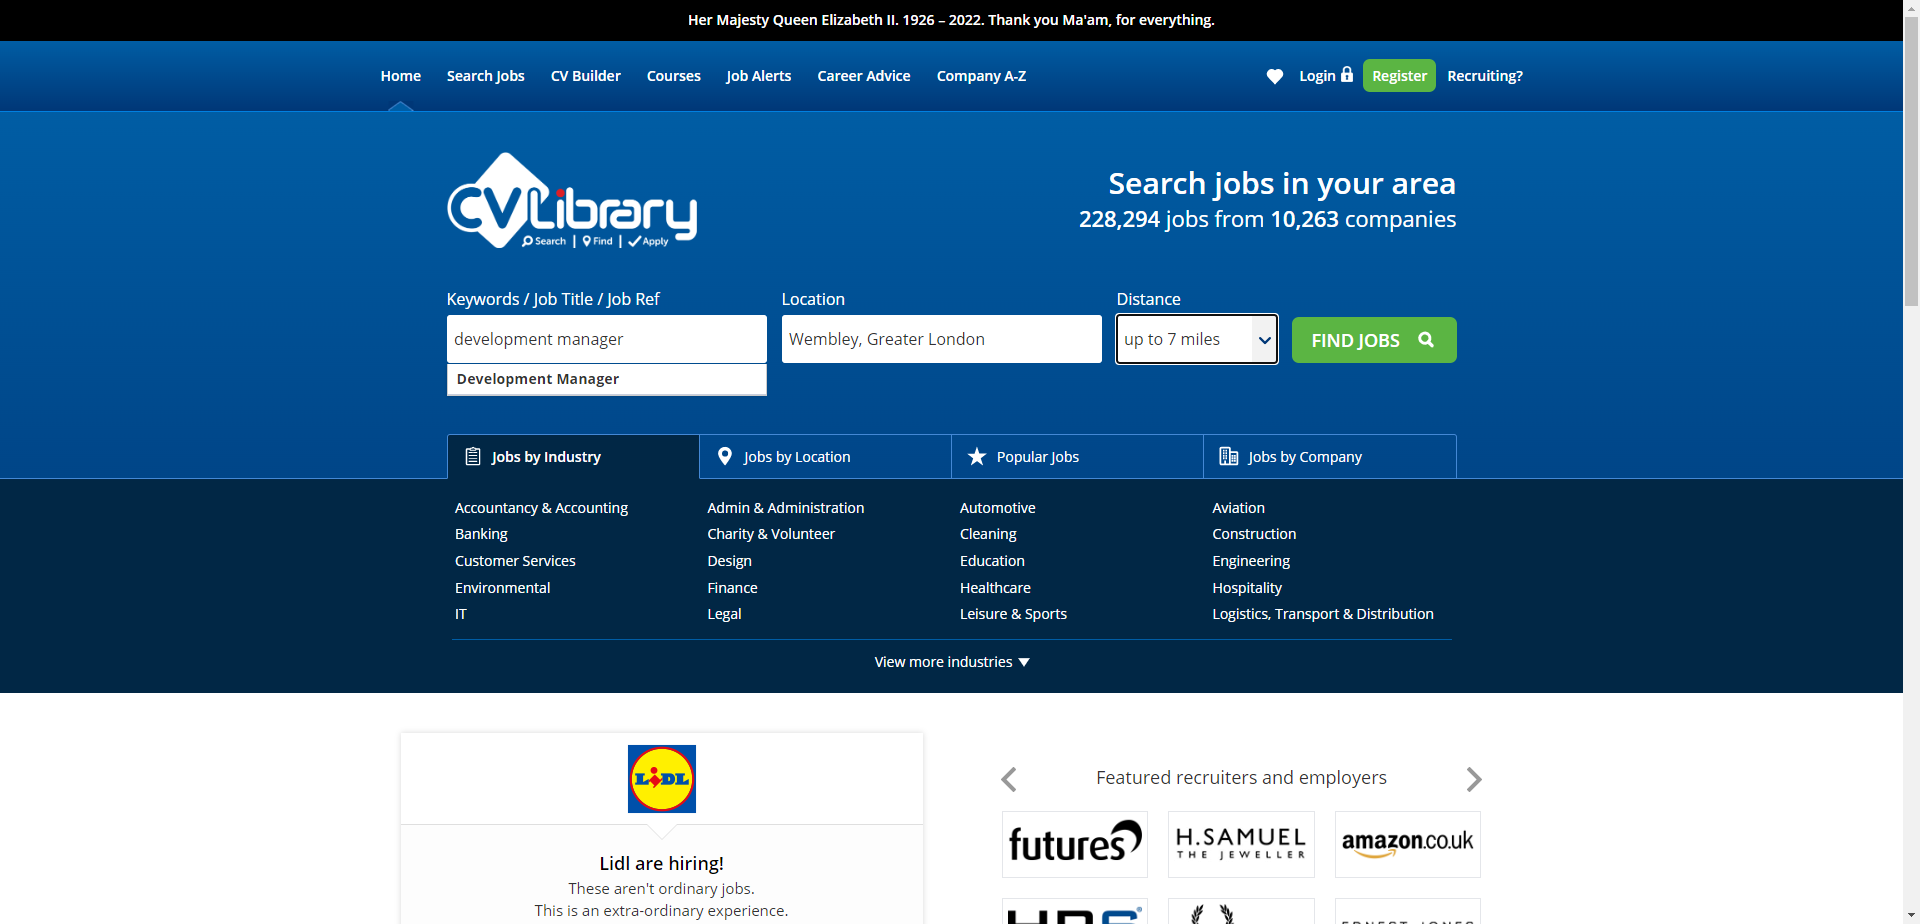 Her Majesty Queen Elizabeth II. 1926 – 2022. Thank you Ma'am, for everything.
Home Search Jobs CV Builder Courses Job Alerts Career Advice Company A-Z Login Register Recruiting?
CVLibrary
Search | Find | Apply
Search jobs in your area
228,294 jobs from 10,263 companies
Keywords / Job Title / Job Ref Location Distance
development manager Wembley, Greater London up to 7 miles FIND JOBS
Development Manager
Jobs by Industry Jobs by Location Popular Jobs Jobs by Company
Accountancy & Accounting Admin & Administration Automotive Aviation
Banking Charity & Volunteer Cleaning Construction
Customer Services Design Education Engineering
Environmental Finance Healthcare Hospitality
IT Legal Leisure & Sports Logistics, Transport & Distribution
View more industries
LIDL
Featured recruiters and employers
futures H.SAMUEL THE JEWELLER amazon.co.uk
Lidl are hiring!
These aren't ordinary jobs.
This is an extra-ordinary experience.
ERNEST JONES